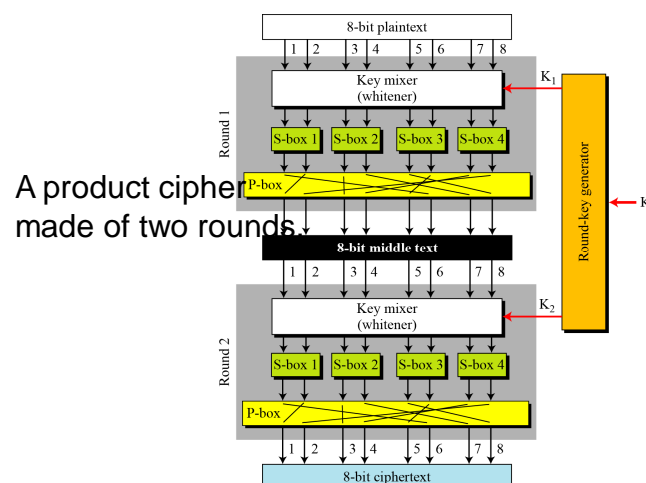 8-bit plaintext
1 2 3 4 5 6 7 8
Round 1
Key mixer
(whitener)
K1
S-box 1 S-box 2 S-box 3 S-box 4
P-box
A product cipher
made of two rounds.
Round-key generator
K
8-bit middle text
1 2 3 4 5 6 7 8
Round 2
Key mixer
(whitener)
K2
S-box 1 S-box 2 S-box 3 S-box 4
P-box
1 2 3 4 5 6 7 8
8-bit ciphertext